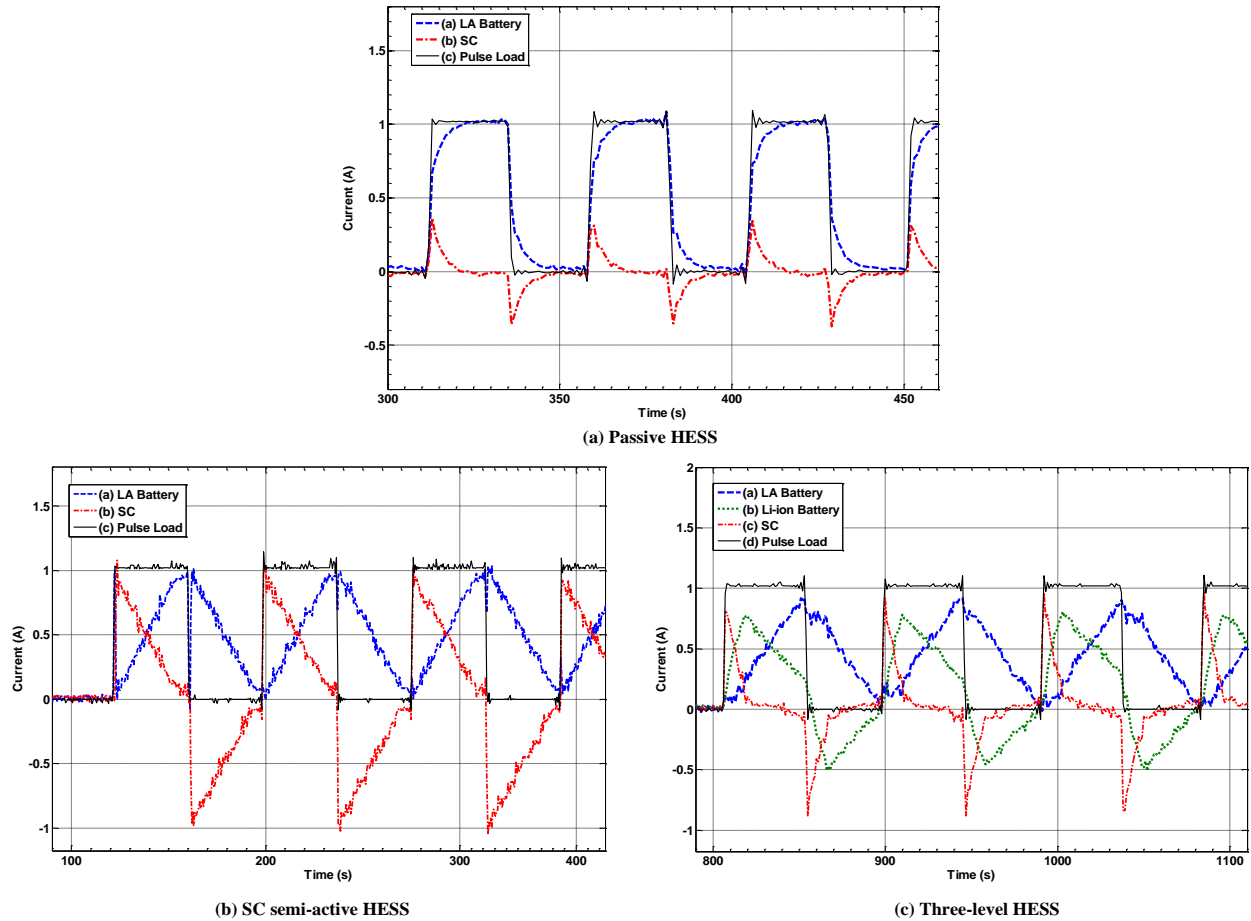 (a) LA Battery
(b) SC
(c) Pulse Load
1.5
1
0.5
0
-0.5
Current (A)
300
350
400
450
Time (s)
(a) Passive HESS
(a) LA Battery
(b) SC
(c) Pulse Load
1.5
1
0.5
0
-0.5
-1
Current (A)
100
200
300
400
Time (s)
(b) SC semi-active HESS
(a) LA Battery
(b) Li-ion Battery
(c) SC
(d) Pulse Load
2
1.5
1
0.5
0
-0.5
-1
Current (A)
800
900
1000
1100
Time (s)
(c) Three-level HESS